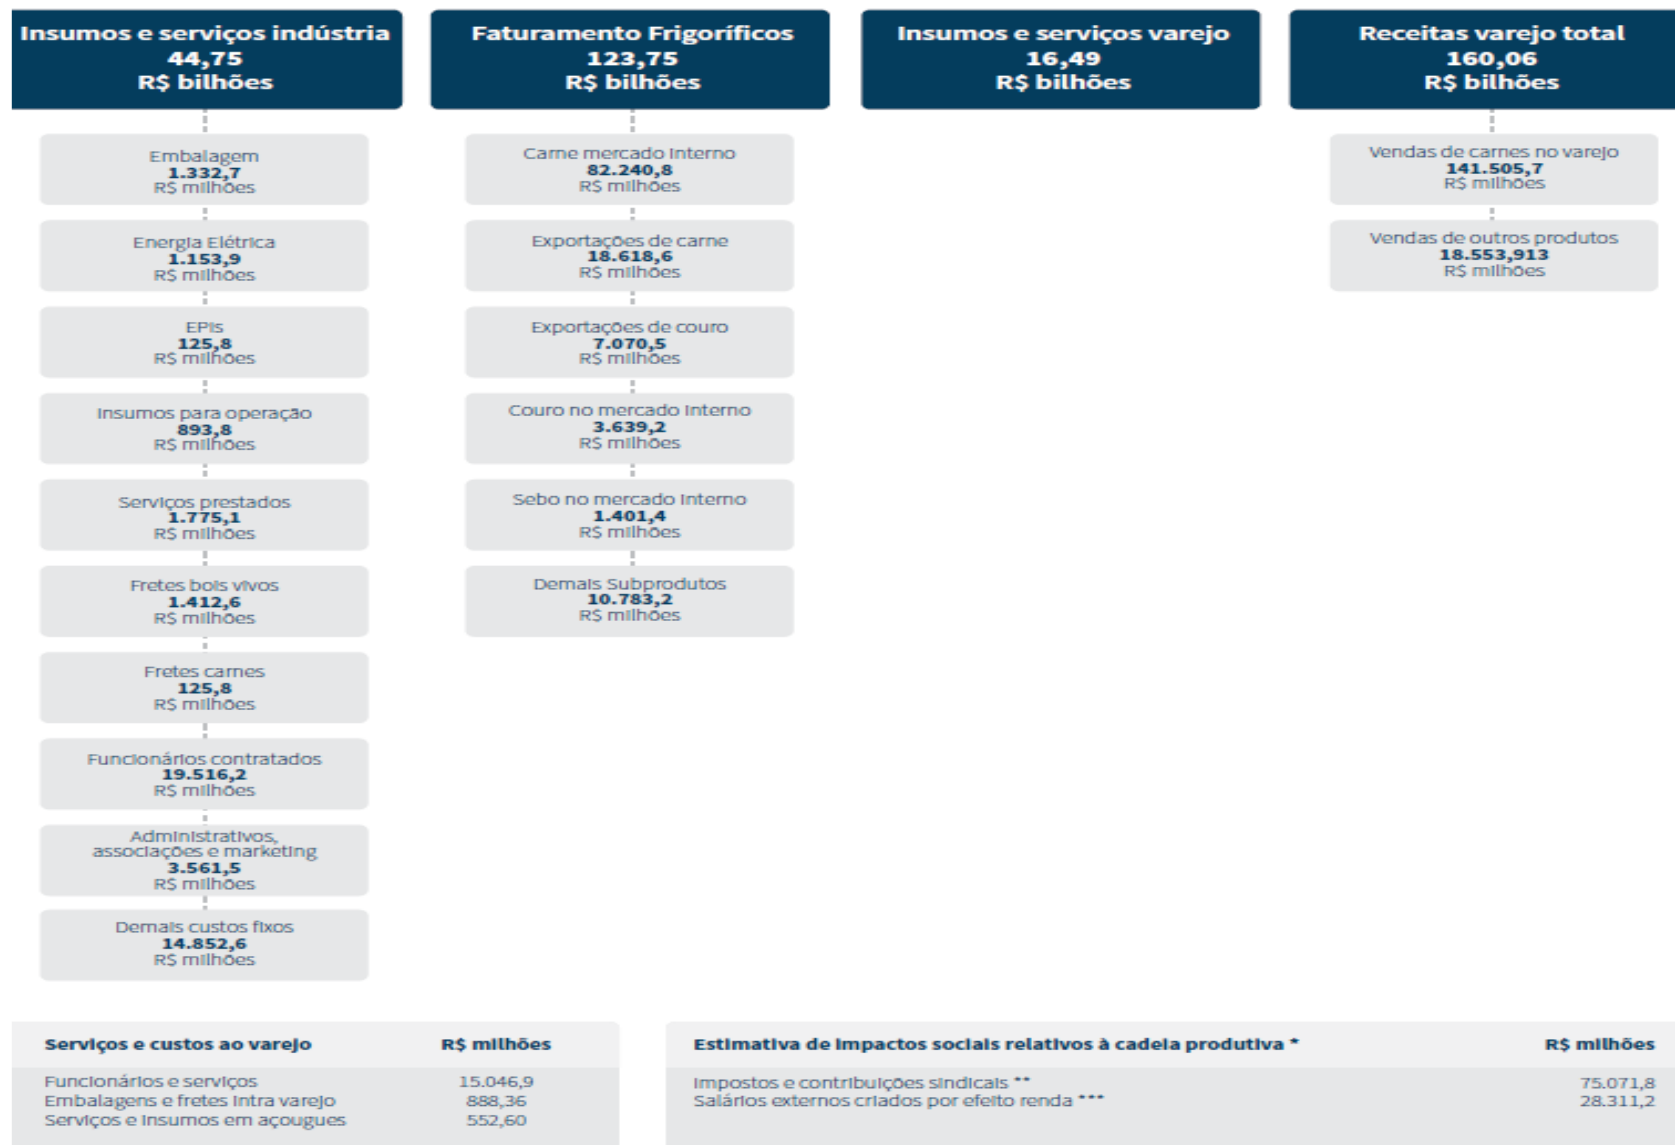 Insumos e serviços indústria
44,75
R$ bilhões
Embalagem
1.332,7
R$ milhões
Energia Elétrica
1.153,9
R$ milhões
EPIs
125,8
R$ milhões
Insumos para operação
893,8
R$ milhões
Serviços prestados
1.775,1
R$ milhões
Fretes bois vivos
1.412,6
R$ milhões
Fretes carnes
125,8
R$ milhões
Funcionários contratados
19.516,2
R$ milhões
Administrativos,
associações e marketing
3.561,5
R$ milhões
Demais custos fixos
14.852,6
R$ milhões
Faturamento Frigoríficos
123,75
R$ bilhões
Carne mercado Interno
82.240,8
R$ milhões
Exportações de carne
18.618,6
R$ milhões
Exportações de couro
7.070,5
R$ milhões
Couro no mercado Interno
3.639,2
R$ milhões
Sebo no mercado Interno
1.401,4
R$ milhões
Demais Subprodutos
10.783,2
R$ milhões
Insumos e serviços varejo
16,49
R$ bilhões
Receitas varejo total
160,06
R$ bilhões
Vendas de carnes no varejo
141.505,7
R$ milhões
Vendas de outros produtos
18.553,913
R$ milhões
Serviços e custos ao varejo R$ milhões
Funcionários e serviços 15.046,9
Embalagens e fretes Intra varejo 888,36
Serviços e Insumos em açougues 552,60
Estimativa de impactos sociais relativos à cadeia produtiva * R$ milhões
Impostos e contribuições sindicais ** 75.071,8
Salários externos criados por efeito renda *** 28.311,2